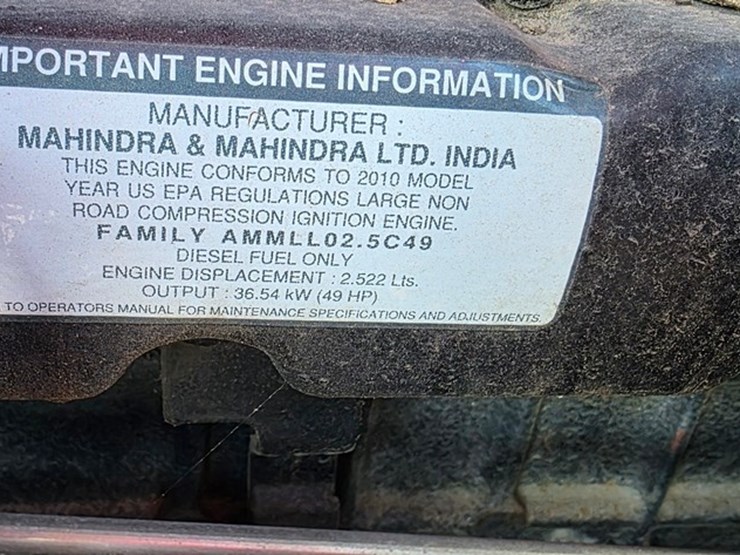 MPORTANT ENGINE INFORMATION
MANUFACTURER :
MAHINDRA & MAHINDRA LTD. INDIA
THIS ENGINE CONFORMS TO 2010 MODEL
YEAR US EPA REGULATIONS LARGE NON
ROAD COMPRESSION IGNITION ENGINE.
FAMILY AMMLL02.5C49
DIESEL FUEL ONLY
ENGINE DISPLACEMENT : 2.522 Lts.
OUTPUT : 36.54 kW (49 HP)
TO OPERATORS MANUAL FOR MAINTENANCE SPECIFICATIONS AND ADJUSTMENTS.